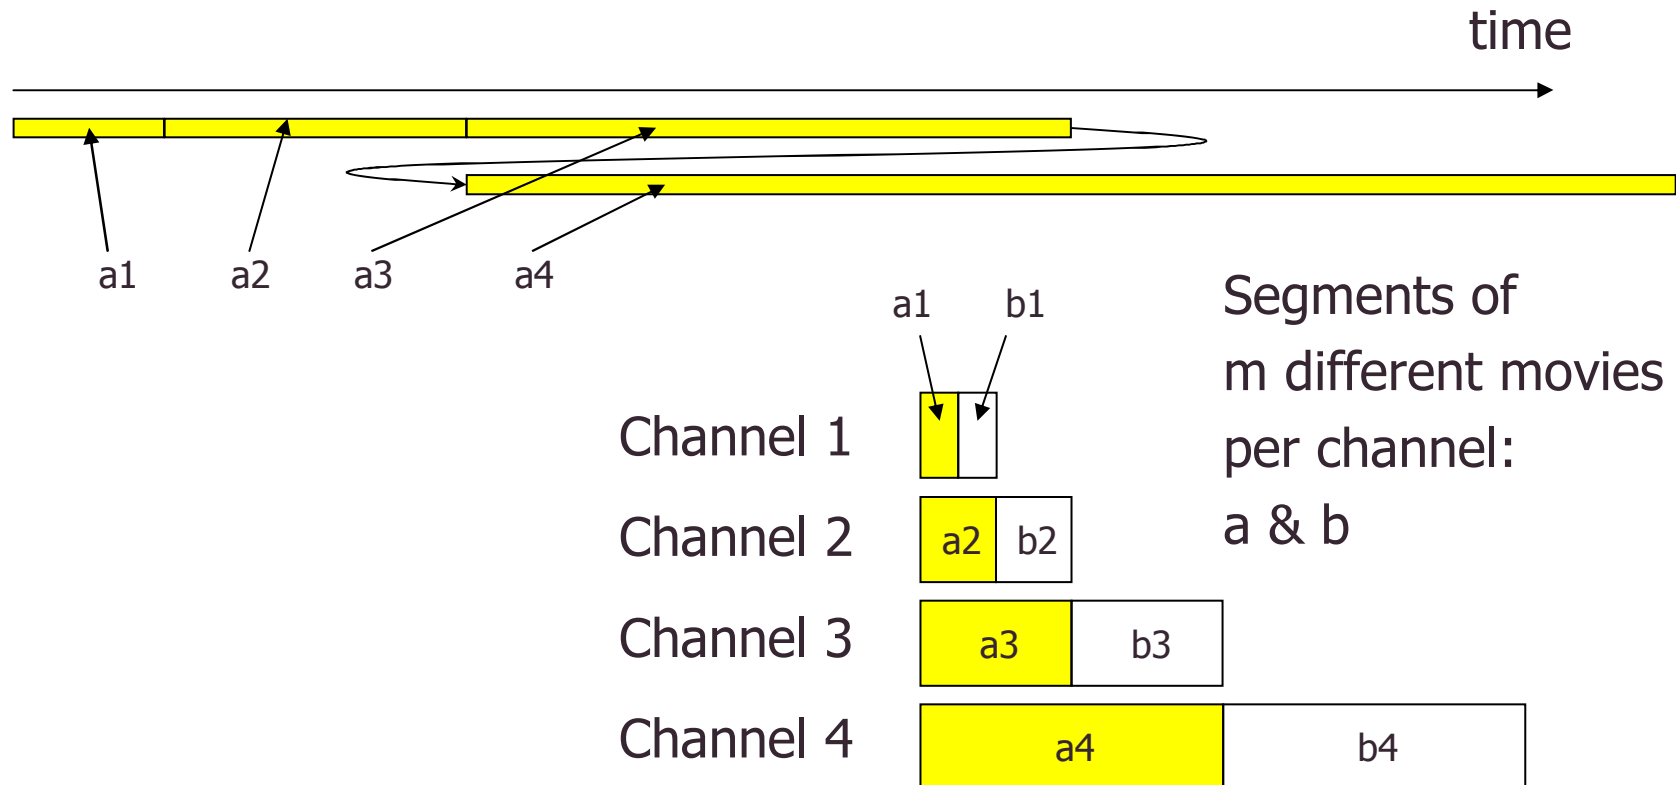 time
a1
a2
a3
a4
a1
b1
Segments of
m different movies
per channel:
a & b
Channel 1
Channel 2
a2
b2
Channel 3
a3
b3
Channel 4
a4
b4